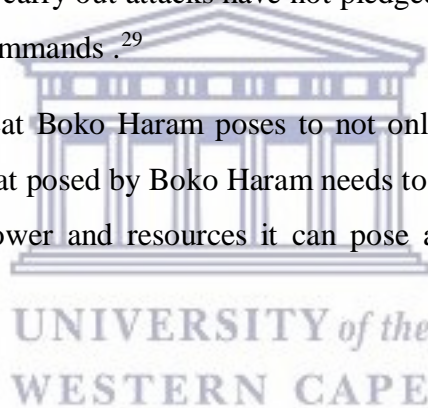 carry out attacks have not pledged
mmands .29
at Boko Haram poses to not only
at posed by Boko Haram needs to
ower and resources it can pose a
UNIVERSITY of the
WESTERN CAPE